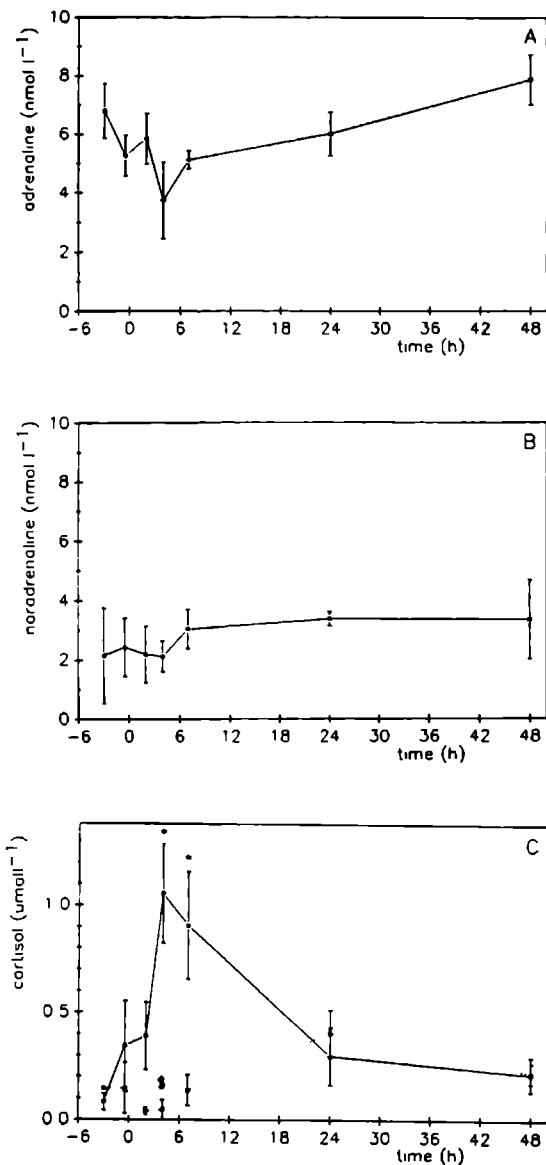 A
10
8
6
4
2
0
adrenaline (nmol l⁻¹)
-6 0 6 12 18 24 30 36 42 48
time (h)
B
10
8
6
4
2
0
noradrenaline (nmol l⁻¹)
-6 0 6 12 18 24 30 36 42 48
time (h)
C
1 0
0 5
0 0
cortisol (umol l⁻¹)
-6 0 6 12 18 24 30 36 42 48
time (h)